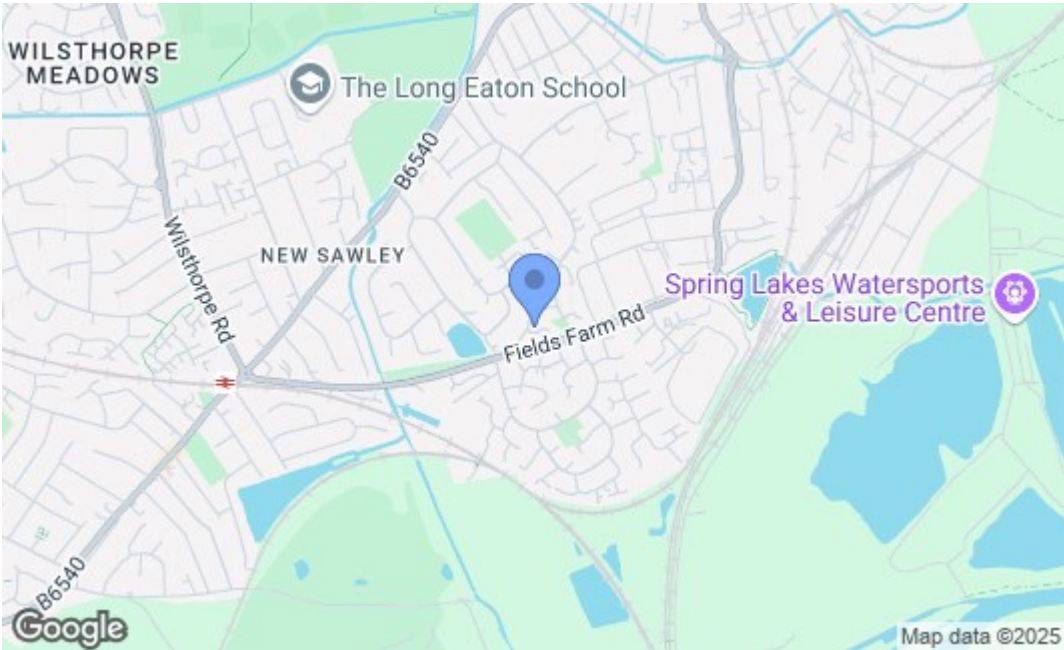 WILSTHORPE
MEADOWS
The Long Eaton School
B6540
Wilsthorpe Rd
NEW SAWLEY
Spring Lakes Watersports
& Leisure Centre
Fields Farm Rd
B6540
Google
Map data ©2025